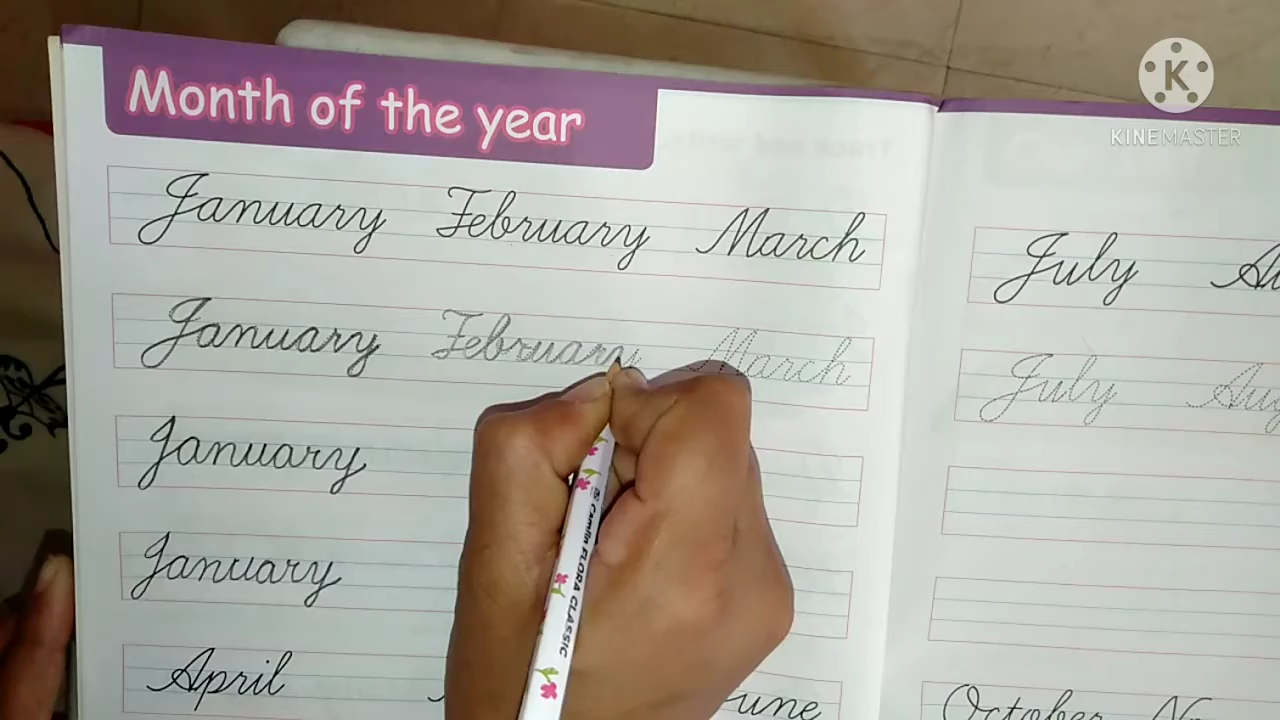 Month of the year
January February March
January February March
January
January
April
July
July
October
K
KINEMASTER
Camlin FLORA CLASSIC